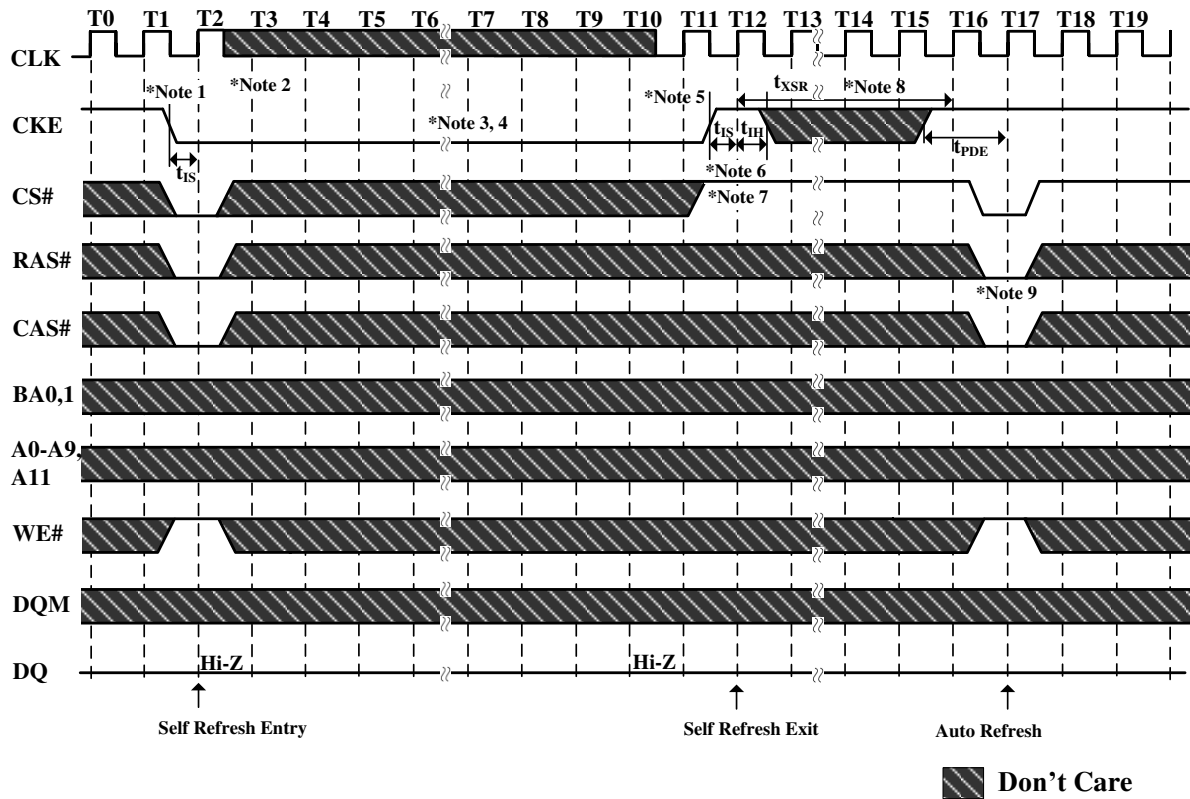 T0 T1 T2 T3 T4 T5 T6 T7 T8 T9 T10 T11 T12 T13 T14 T15 T16 T17 T18 T19
CLK
*Note 1 *Note 2 *Note 5 tXSR *Note 8
CKE *Note 3, 4 tIS tIH tPDE
tIS *Note 6
CS# *Note 7
RAS#
*Note 9
CAS#
BA0,1
A0-A9,
A11
WE#
DQM
DQ Hi-Z Hi-Z
Self Refresh Entry Self Refresh Exit Auto Refresh
Don't Care